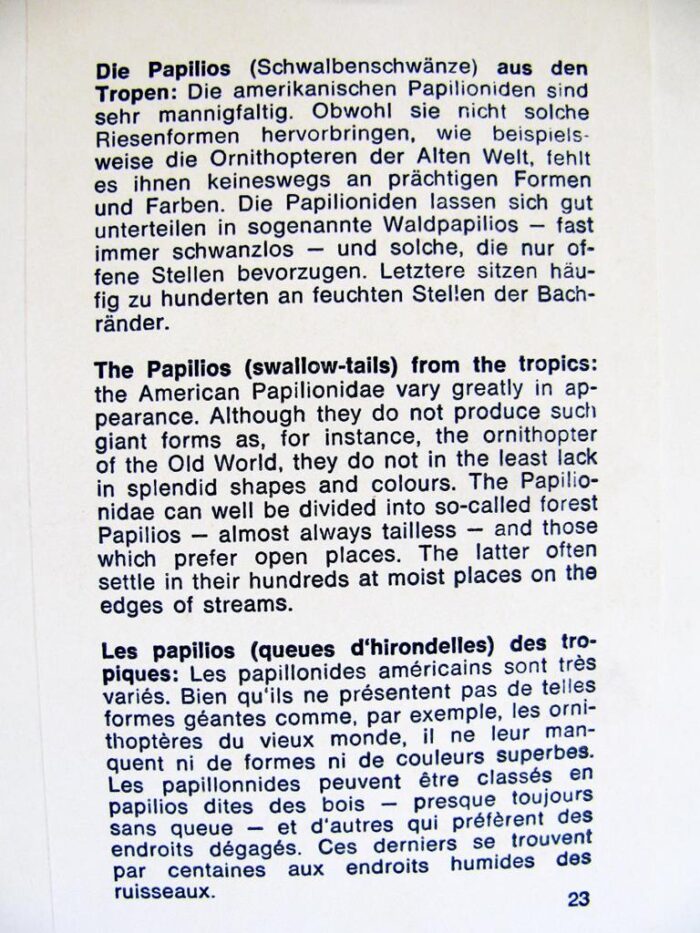 Die Papilios (Schwalbenschwänze) aus den
Tropen: Die amerikanischen Papilioniden sind
sehr mannigfaltig. Obwohl sie nicht solche
Riesenformen hervorbringen, wie beispiels-
weise die Ornithopteren der Alten Welt, fehlt
es ihnen keineswegs an prächtigen Formen
und Farben. Die Papilioniden lassen sich gut
unterteilen in sogenannte Waldpapilios – fast
immer schwanzlos – und solche, die nur of-
fene Stellen bevorzugen. Letztere sitzen häu-
fig zu hunderten an feuchten Stellen der Bach-
ränder.
The Papilios (swallow-tails) from the tropics:
the American Papilionidae vary greatly in ap-
pearance. Although they do not produce such
giant forms as, for instance, the ornithopter
of the Old World, they do not in the least lack
in splendid shapes and colours. The Papilio-
nidae can well be divided into so-called forest
Papilios – almost always tailless – and those
which prefer open places. The latter often
settle in their hundreds at moist places on the
edges of streams.
Les papilios (queues d'hirondelles) des tro-
piques: Les papillonides américains sont très
variés. Bien qu'ils ne présentent pas de telles
formes géantes comme, par exemple, les orni-
thoptères du vieux monde, il ne leur man-
quent ni de formes ni de couleurs superbes.
Les papillonnides peuvent être classés en
papilios dites des bois – presque toujours
sans queue – et d'autres qui préfèrent des
endroits dégagés. Ces derniers se trouvent
par centaines aux endroits humides des
ruisseaux.
23